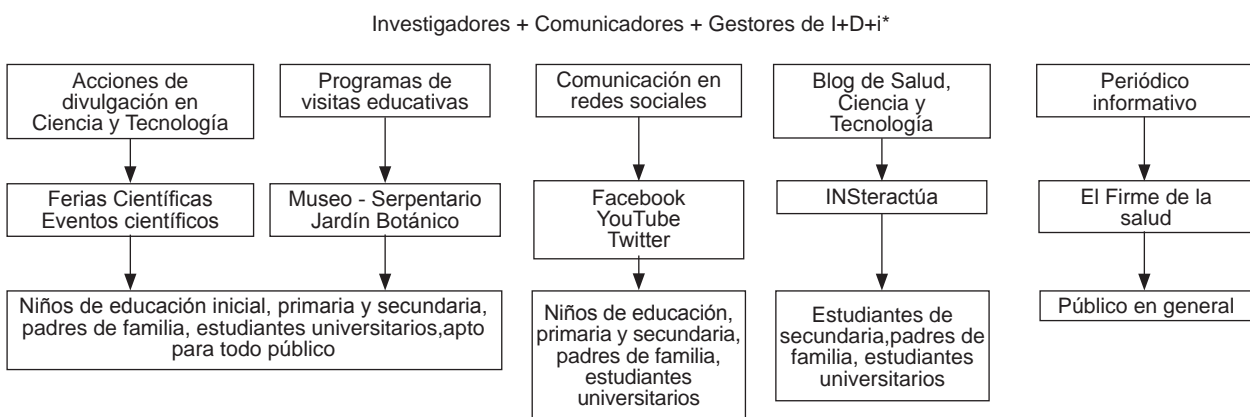 Investigadores + Comunicadores + Gestores de I+D+i*
Acciones de
divulgación en
Ciencia y Tecnología
Programas de
visitas educativas
Comunicación en
redes sociales
Blog de Salud,
Ciencia y
Tecnología
Periódico
informativo
Ferias Científicas
Eventos científicos
Museo - Serpentario
Jardín Botánico
Facebook
YouTube
Twitter
INSteractúa
El Firme de la
salud
Niños de educación inicial, primaria y secundaria,
padres de familia, estudiantes universitarios,apto
para todo público
Niños de educación,
primaria y secundaria,
padres de familia,
estudiantes
universitarios
Estudiantes de
secundaria,padres de
familia, estudiantes
universitarios
Público en general